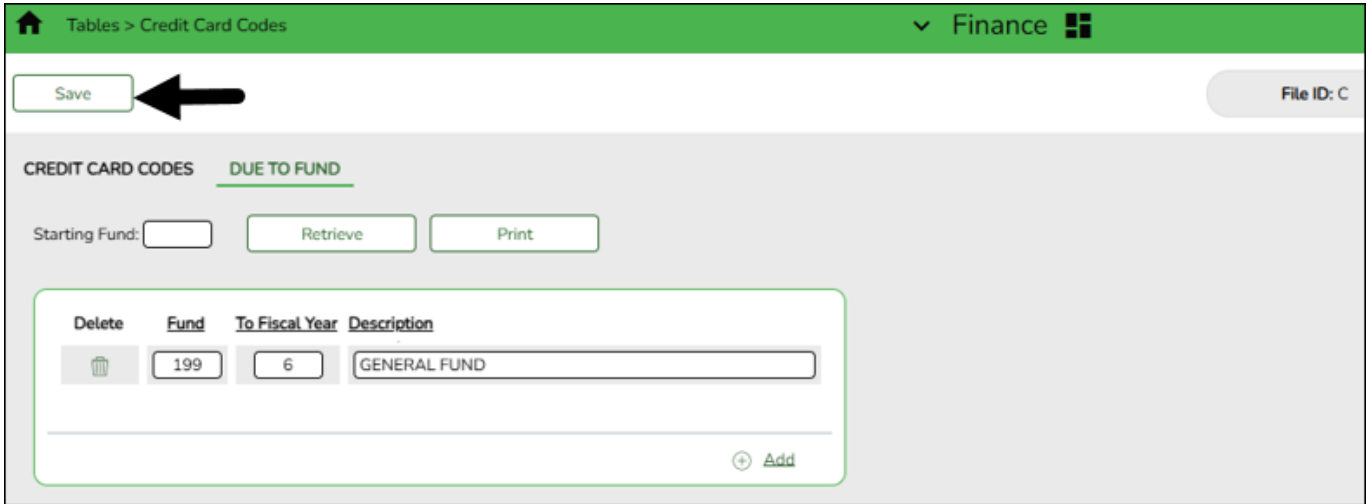 Tables > Credit Card Codes
Finance
Save
File ID: C
CREDIT CARD CODES DUE TO FUND
Starting Fund: Retrieve Print
Delete Fund To Fiscal Year Description
199 6 GENERAL FUND
Add